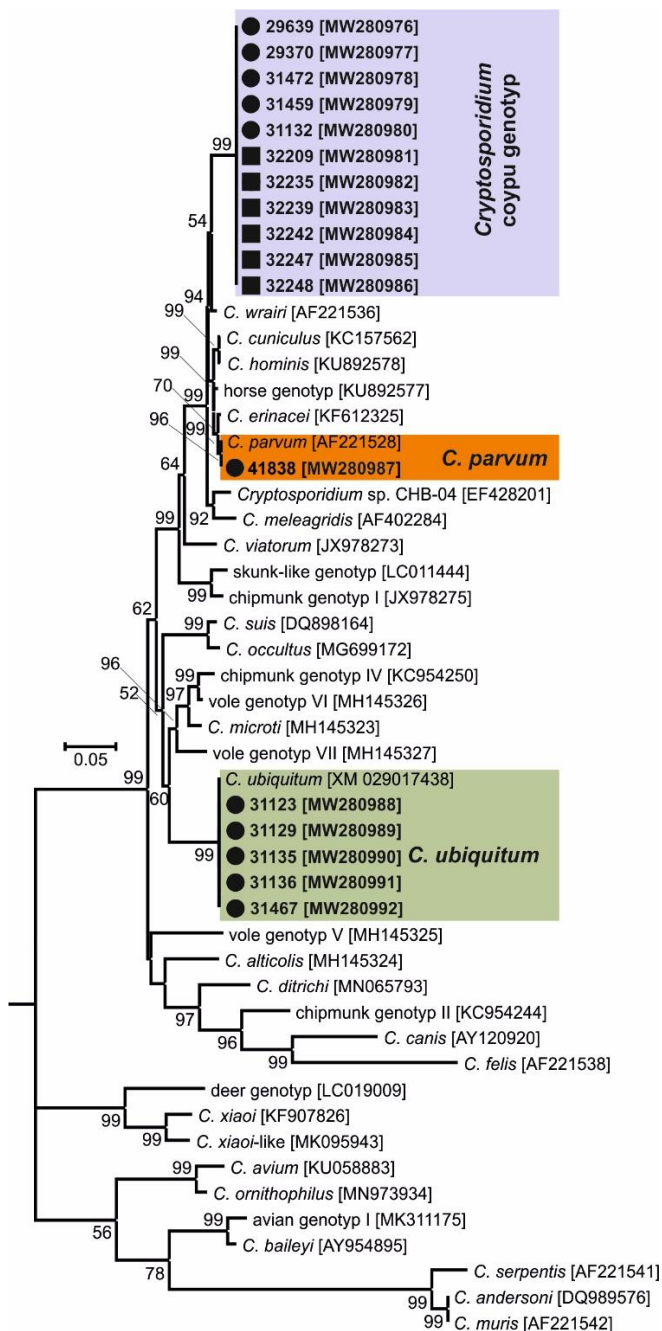 29639 [MW280976]
29370 [MW280977]
31472 [MW280978]
31459 [MW280979]
31132 [MW280980]
99
32209 [MW280981]
32235 [MW280982]
32239 [MW280983]
54
32242 [MW280984]
32247 [MW280985]
32248 [MW280986]
Cryptosporidium
coypu genotyp
94
99
C. wrairi [AF221536]
C. cuniculus [KC157562]
99
C. hominis [KU892578]
70
99
horse genotyp [KU892577]
96
99
C. erinacei [KF612325]
C. parvum [AF221528]
41838 [MW280987]
C. parvum
64
Cryptosporidium sp. CHB-04 [EF428201]
99
92
C. meleagridis [AF402284]
C. viatorum [JX978273]
skunk-like genotyp [LC011444]
99
chipmunk genotyp I [JX978275]
62
99
C. suis [DQ898164]
C. occultus [MG699172]
96
99
chipmunk genotyp IV [KC954250]
52
97
vole genotyp VI [MH145326]
C. microti [MH145323]
vole genotyp VII [MH145327]
0.05
99
60
C. ubiquitum [XM 029017438]
31123 [MW280988]
31129 [MW280989]
99
31135 [MW280990]
C. ubiquitum
31136 [MW280991]
31467 [MW280992]
vole genotyp V [MH145325]
C. alticolis [MH145324]
C. ditrichi [MN065793]
97
chipmunk genotyp II [KC954244]
96
C. canis [AY120920]
99
C. felis [AF221538]
deer genotyp [LC019009]
99
C. xiaoi [KF907826]
99
C. xiaoi-like [MK095943]
99
C. avium [KU058883]
C. ornithophilus [MN973934]
56
99
avian genotyp I [MK311175]
C. baileyi [AY954895]
78
C. serpentis [AF221541]
99
C. andersoni [DQ989576]
99
C. muris [AF221542]